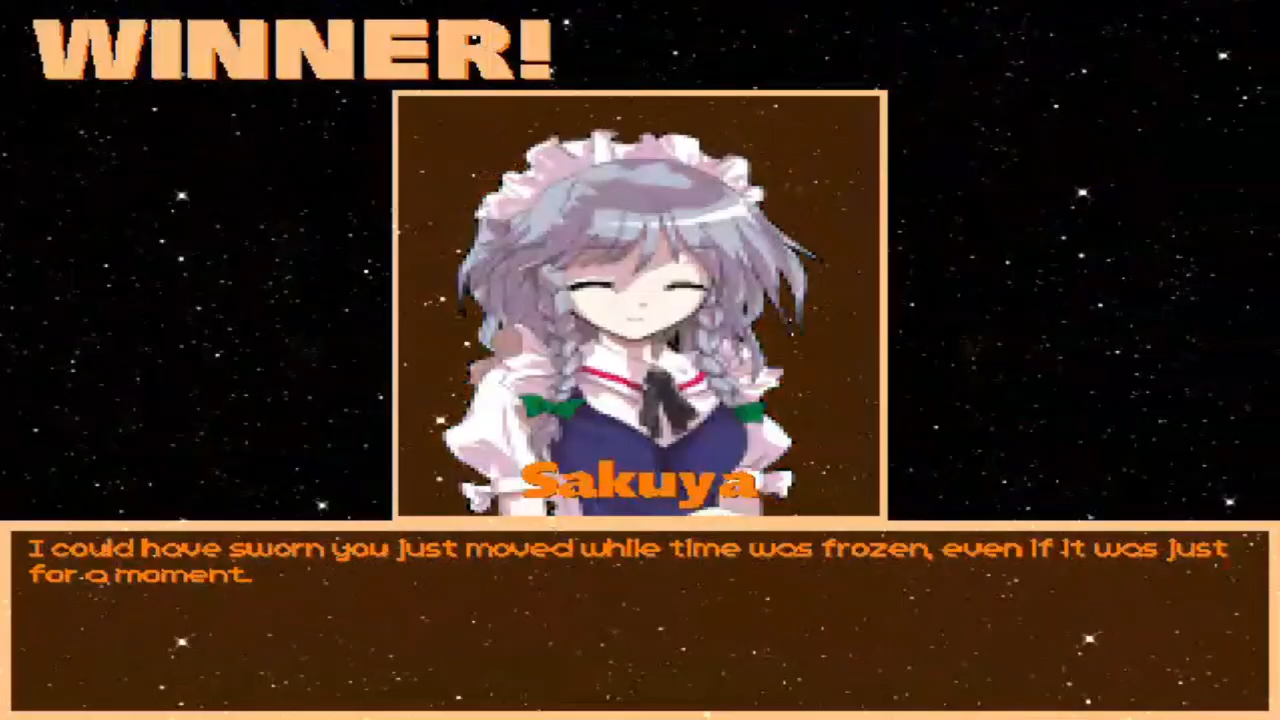 WINNER!
Sakuya
I could have sworn you just moved while time was frozen, even if it was just
for a moment.